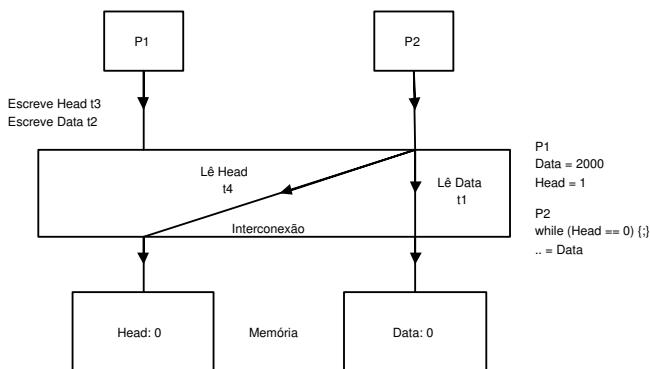 P1
P2
Escreve Head t3
Escreve Data t2
Lê Head
t4
Lê Data
t1
Interconexão
P1
Data = 2000
Head = 1
P2
while (Head == 0) {;}
.. = Data
Head: 0
Memória
Data: 0